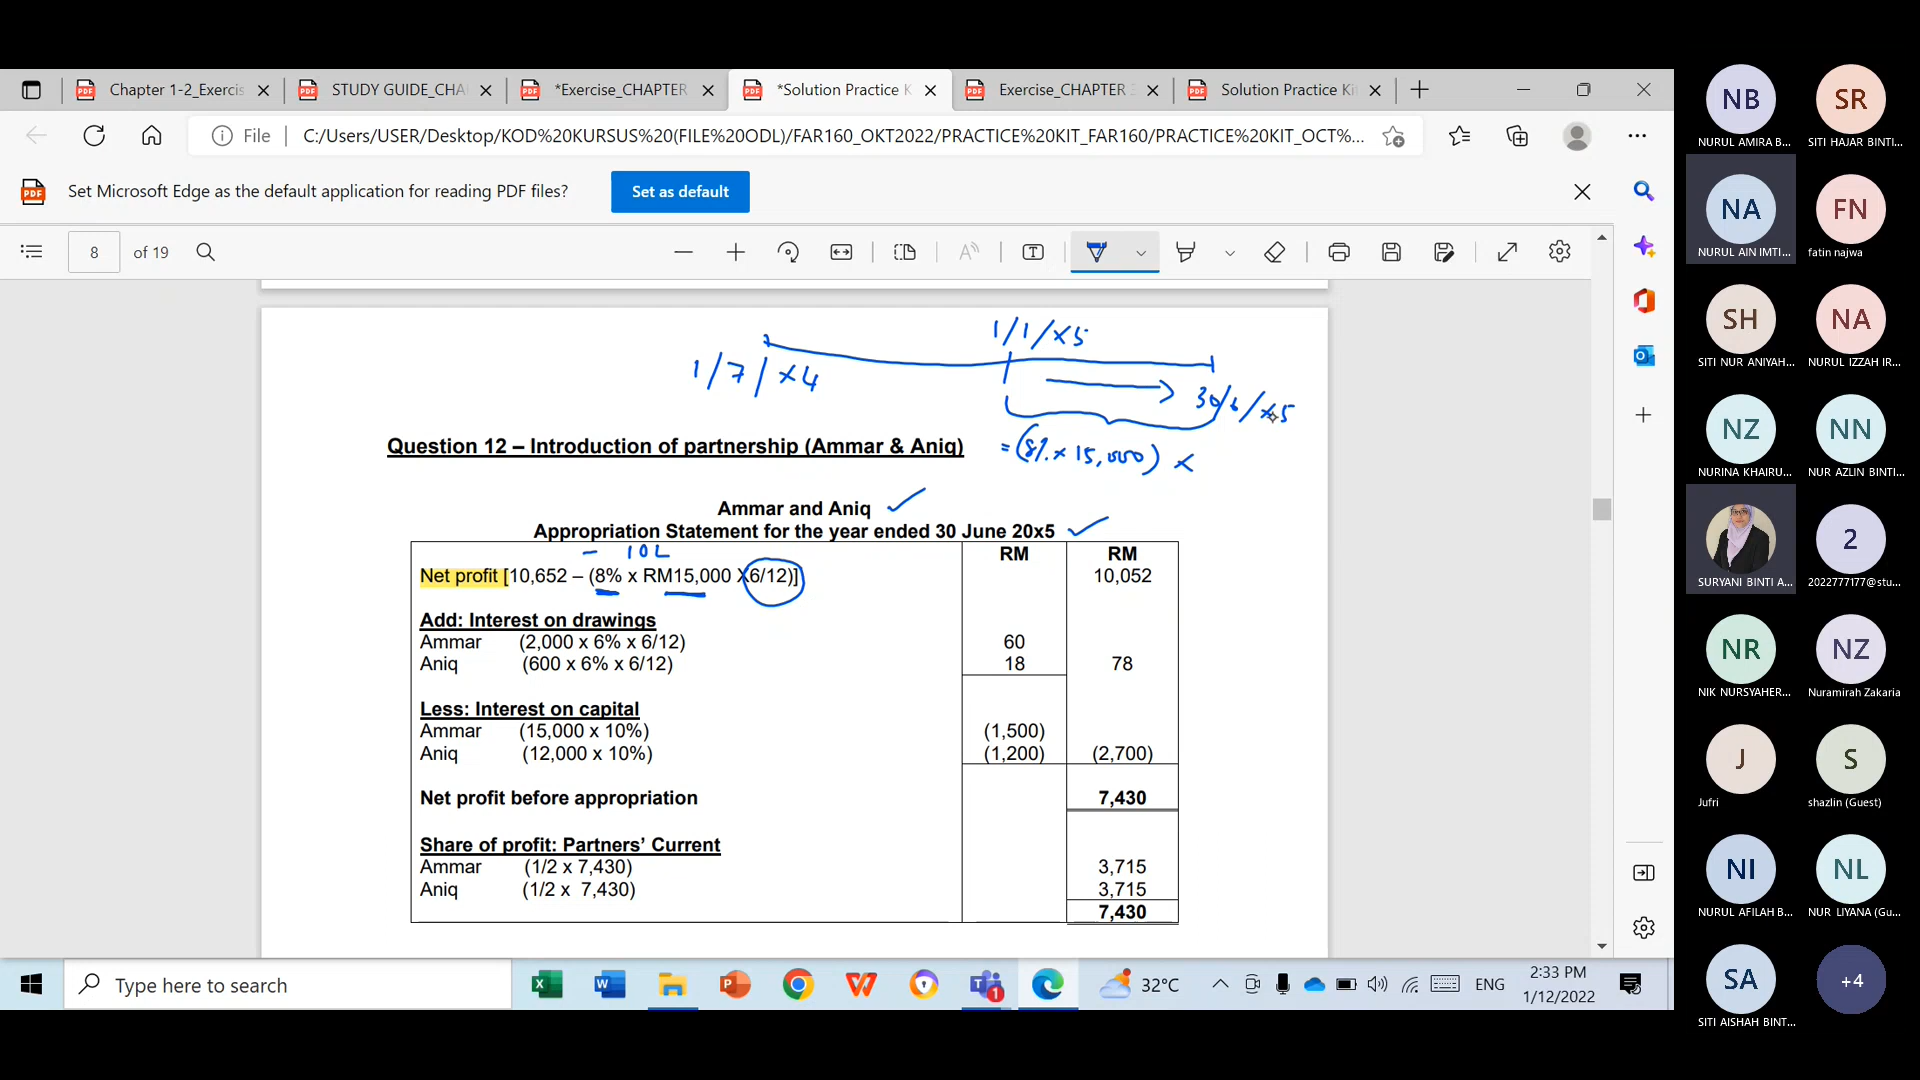 Chapter 1-2_Exercis
STUDY GUIDE_CHA
*Exercise_CHAPTER
*Solution Practice K
Exercise_CHAPTER 3
Solution Practice Ki
File
C:/Users/USER/Desktop/KOD%20KURSUS%20(FILE%20ODL)/FAR160_OKT2022/PRACTICE%20KIT_FAR160/PRACTICE%20KIT_OCT%...
Set Microsoft Edge as the default application for reading PDF files?
Set as default
8 of 19
1/1/x5
1/7/x4
30/6/x5
Question 12 – Introduction of partnership (Ammar & Aniq)
= (8% x 15,000) x
Ammar and Aniq
Appropriation Statement for the year ended 30 June 20x5
- IOL
RM RM
Net profit [10,652 – (8% x RM15,000 X6/12)] 10,052
Add: Interest on drawings
Ammar (2,000 x 6% x 6/12) 60
Aniq (600 x 6% x 6/12) 18 78
Less: Interest on capital
Ammar (15,000 x 10%) (1,500)
Aniq (12,000 x 10%) (1,200) (2,700)
Net profit before appropriation 7,430
Share of profit: Partners’ Current
Ammar (1/2 x 7,430) 3,715
Aniq (1/2 x 7,430) 3,715
7,430
Type here to search
1
32°C
ENG
2:33 PM
1/12/2022
NB
NURUL AMIRA B...
SR
SITI HAJAR BINTI...
NA
NURUL AIN IMTI...
FN
fatin najwa
SH
SITI NUR ANIYAH...
NA
NURUL IZZAH IR...
NZ
NURINA KHAIRU...
NN
NUR AZLIN BINTI...
SURYANI BINTI A...
2
2022777177@stu...
NR
NIK NURSYAHER...
NZ
Nuramirah Zakaria
J
Jufri
S
shazlin (Guest)
NI
NURUL AFILAH B...
NL
NUR LIYANA (Gu...
SA
SITI AISHAH BINT...
+4